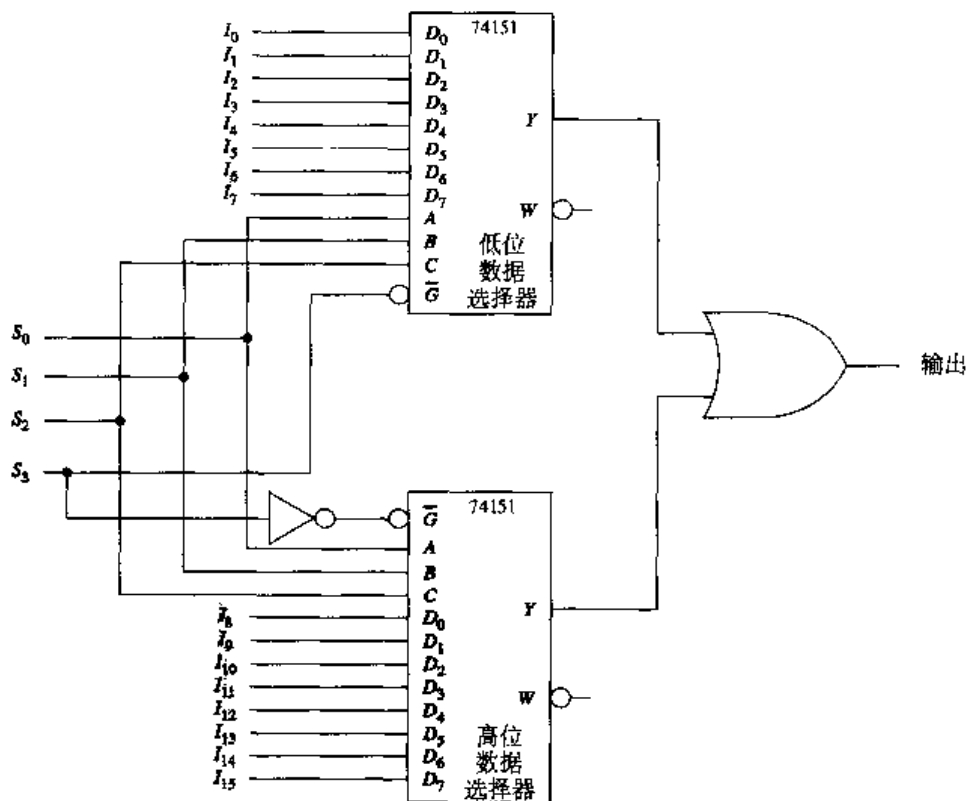 74151
I₀ D₀
I₁ D₁
I₂ D₂
I₃ D₃
I₄ D₄
I₅ D₅
I₆ D₆
I₇ D₇
A
B
C
G̅
Y
W
低位
数据
选择器
S₀
S₁
S₂
S₃
输出
74151
G̅
A
B
C
I₈ D₀
I₉ D₁
I₁₀ D₂
I₁₁ D₃
I₁₂ D₄
I₁₃ D₅
I₁₄ D₆
I₁₅ D₇
Y
W
高位
数据
选择器